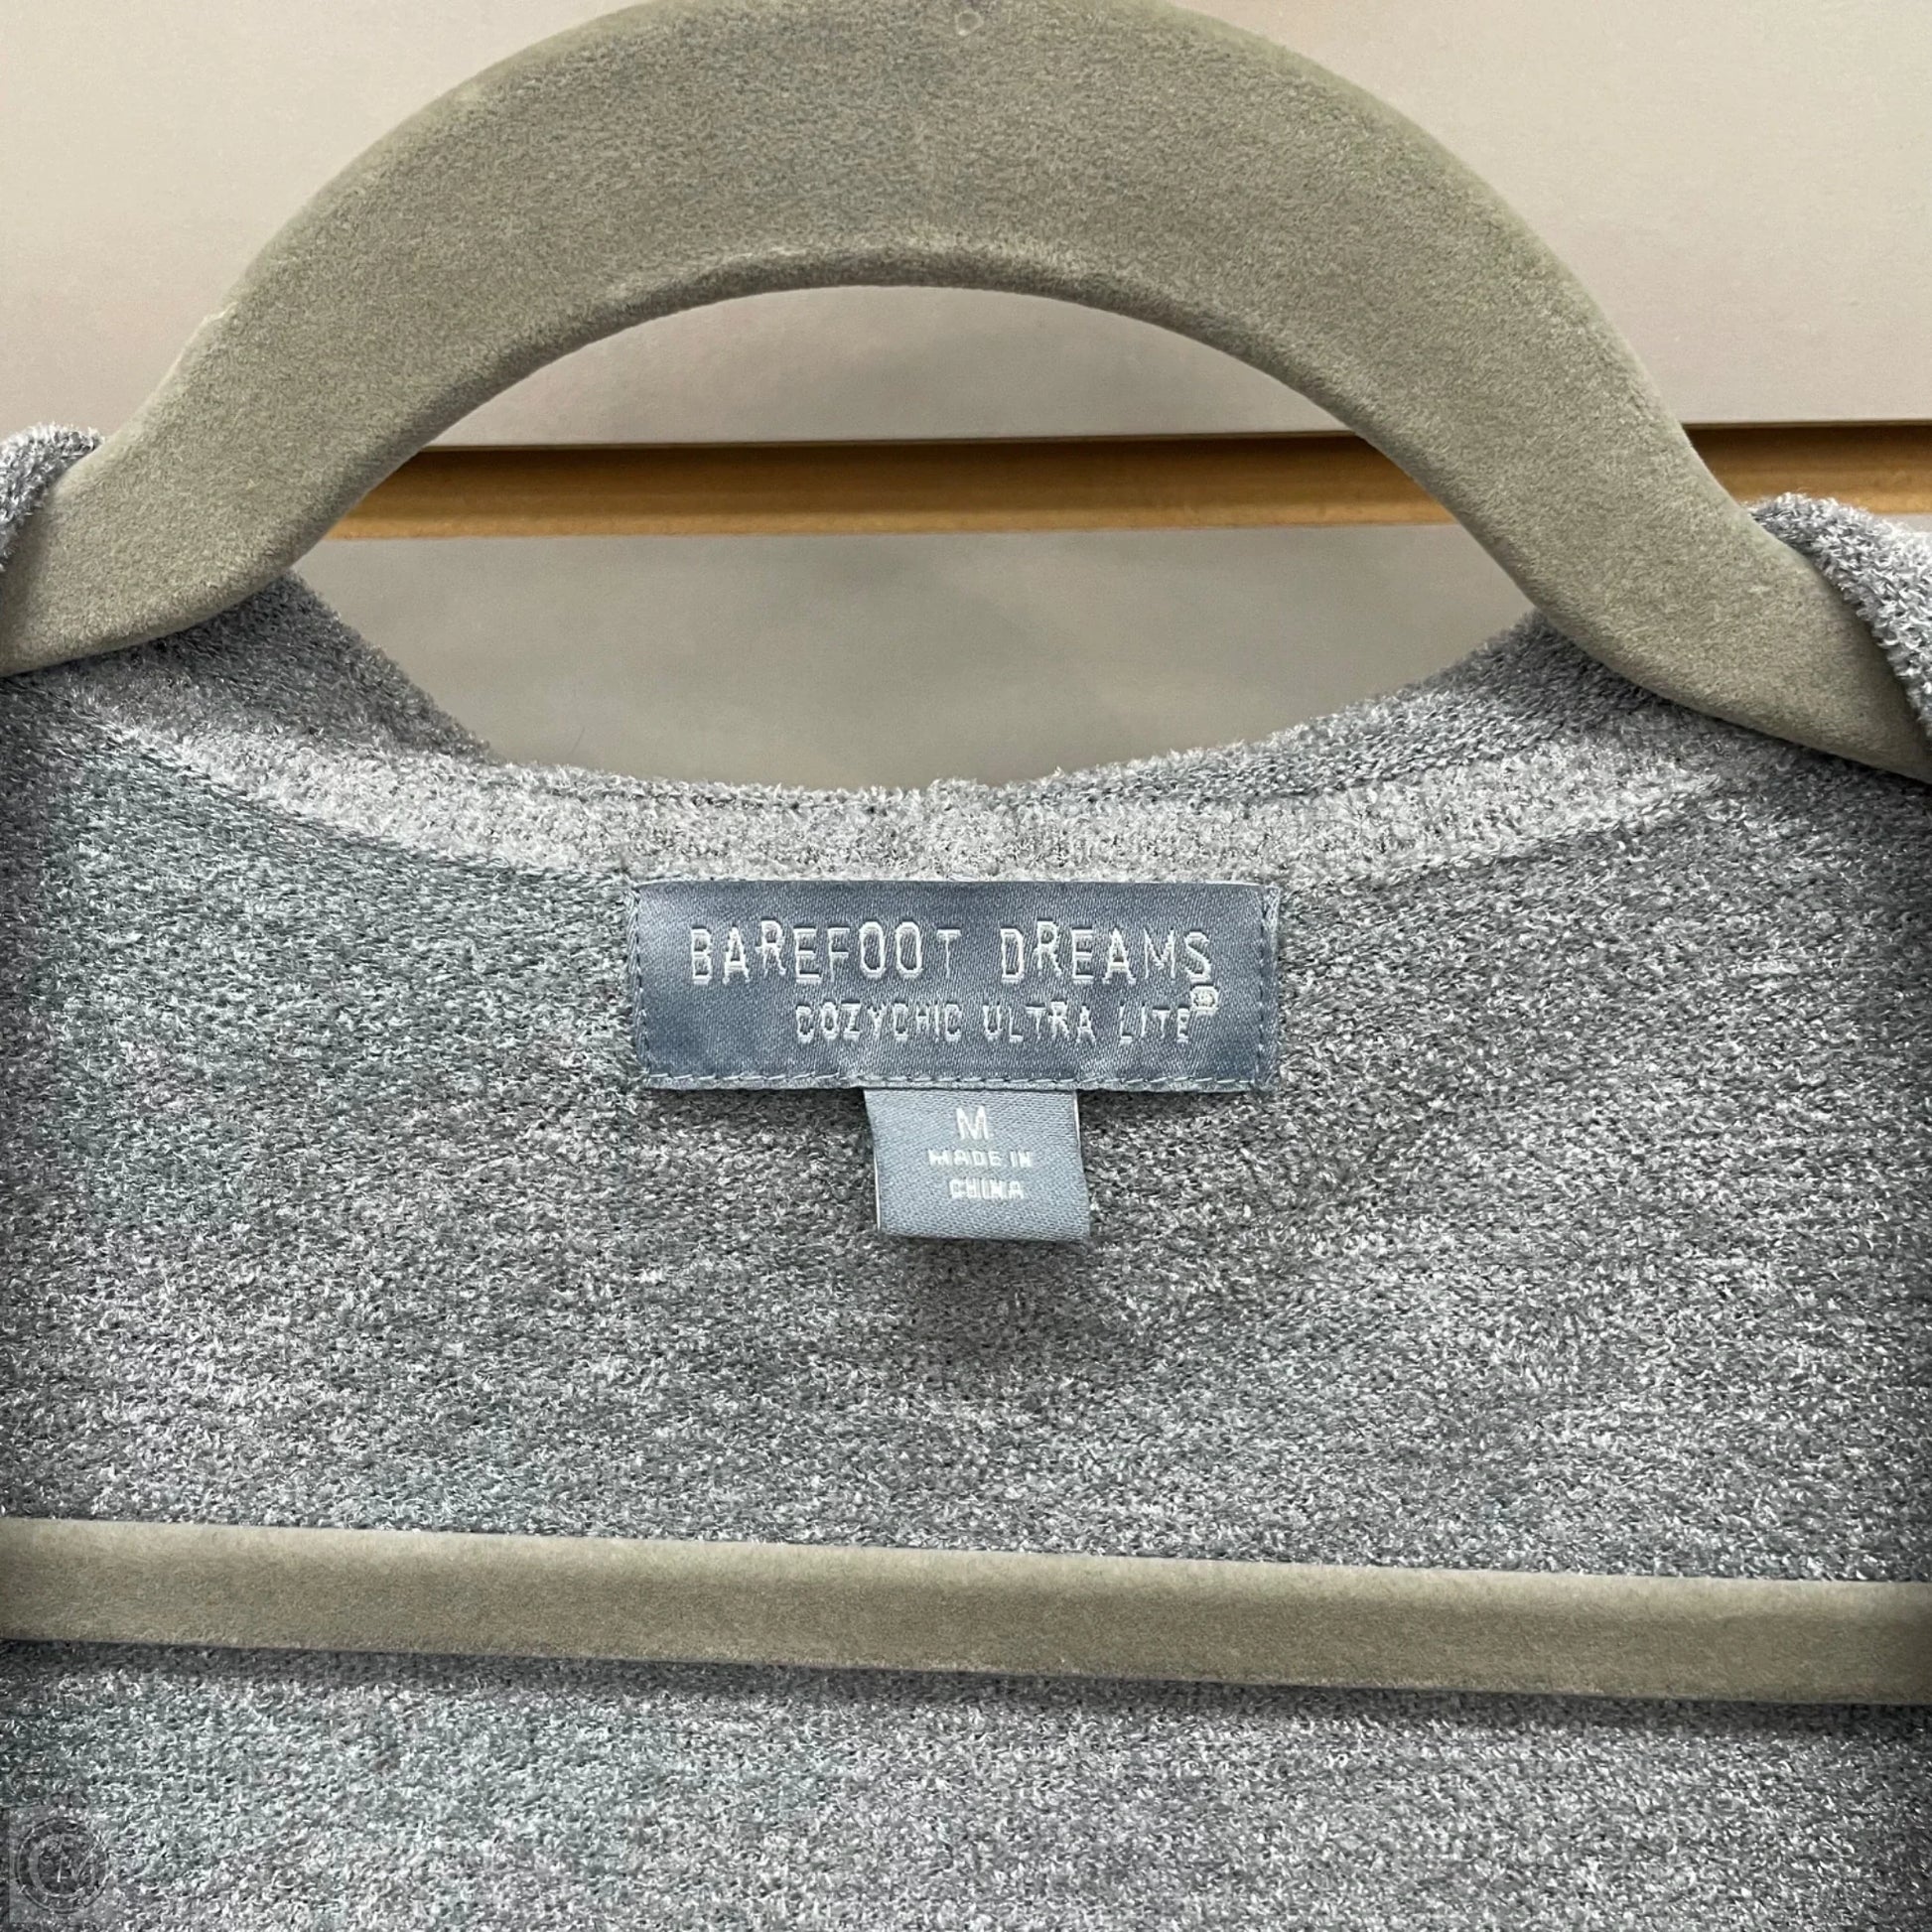 BAREFOOT DREAMS
COZYCHIC ULTRA LITE®
M
MADE IN
CHINA